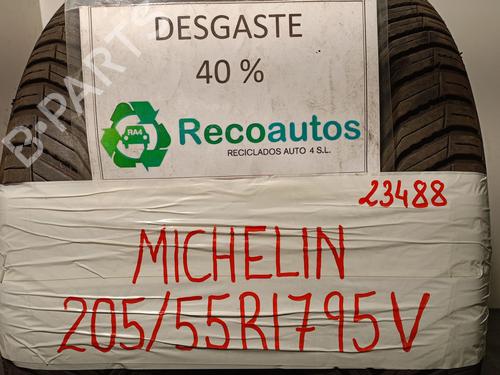 DESGASTE
40 %
RA4
Recoautos
RECICLADOS AUTO 4 S.L.
B-PARTS
23488
MICHELIN
205/55R1795V